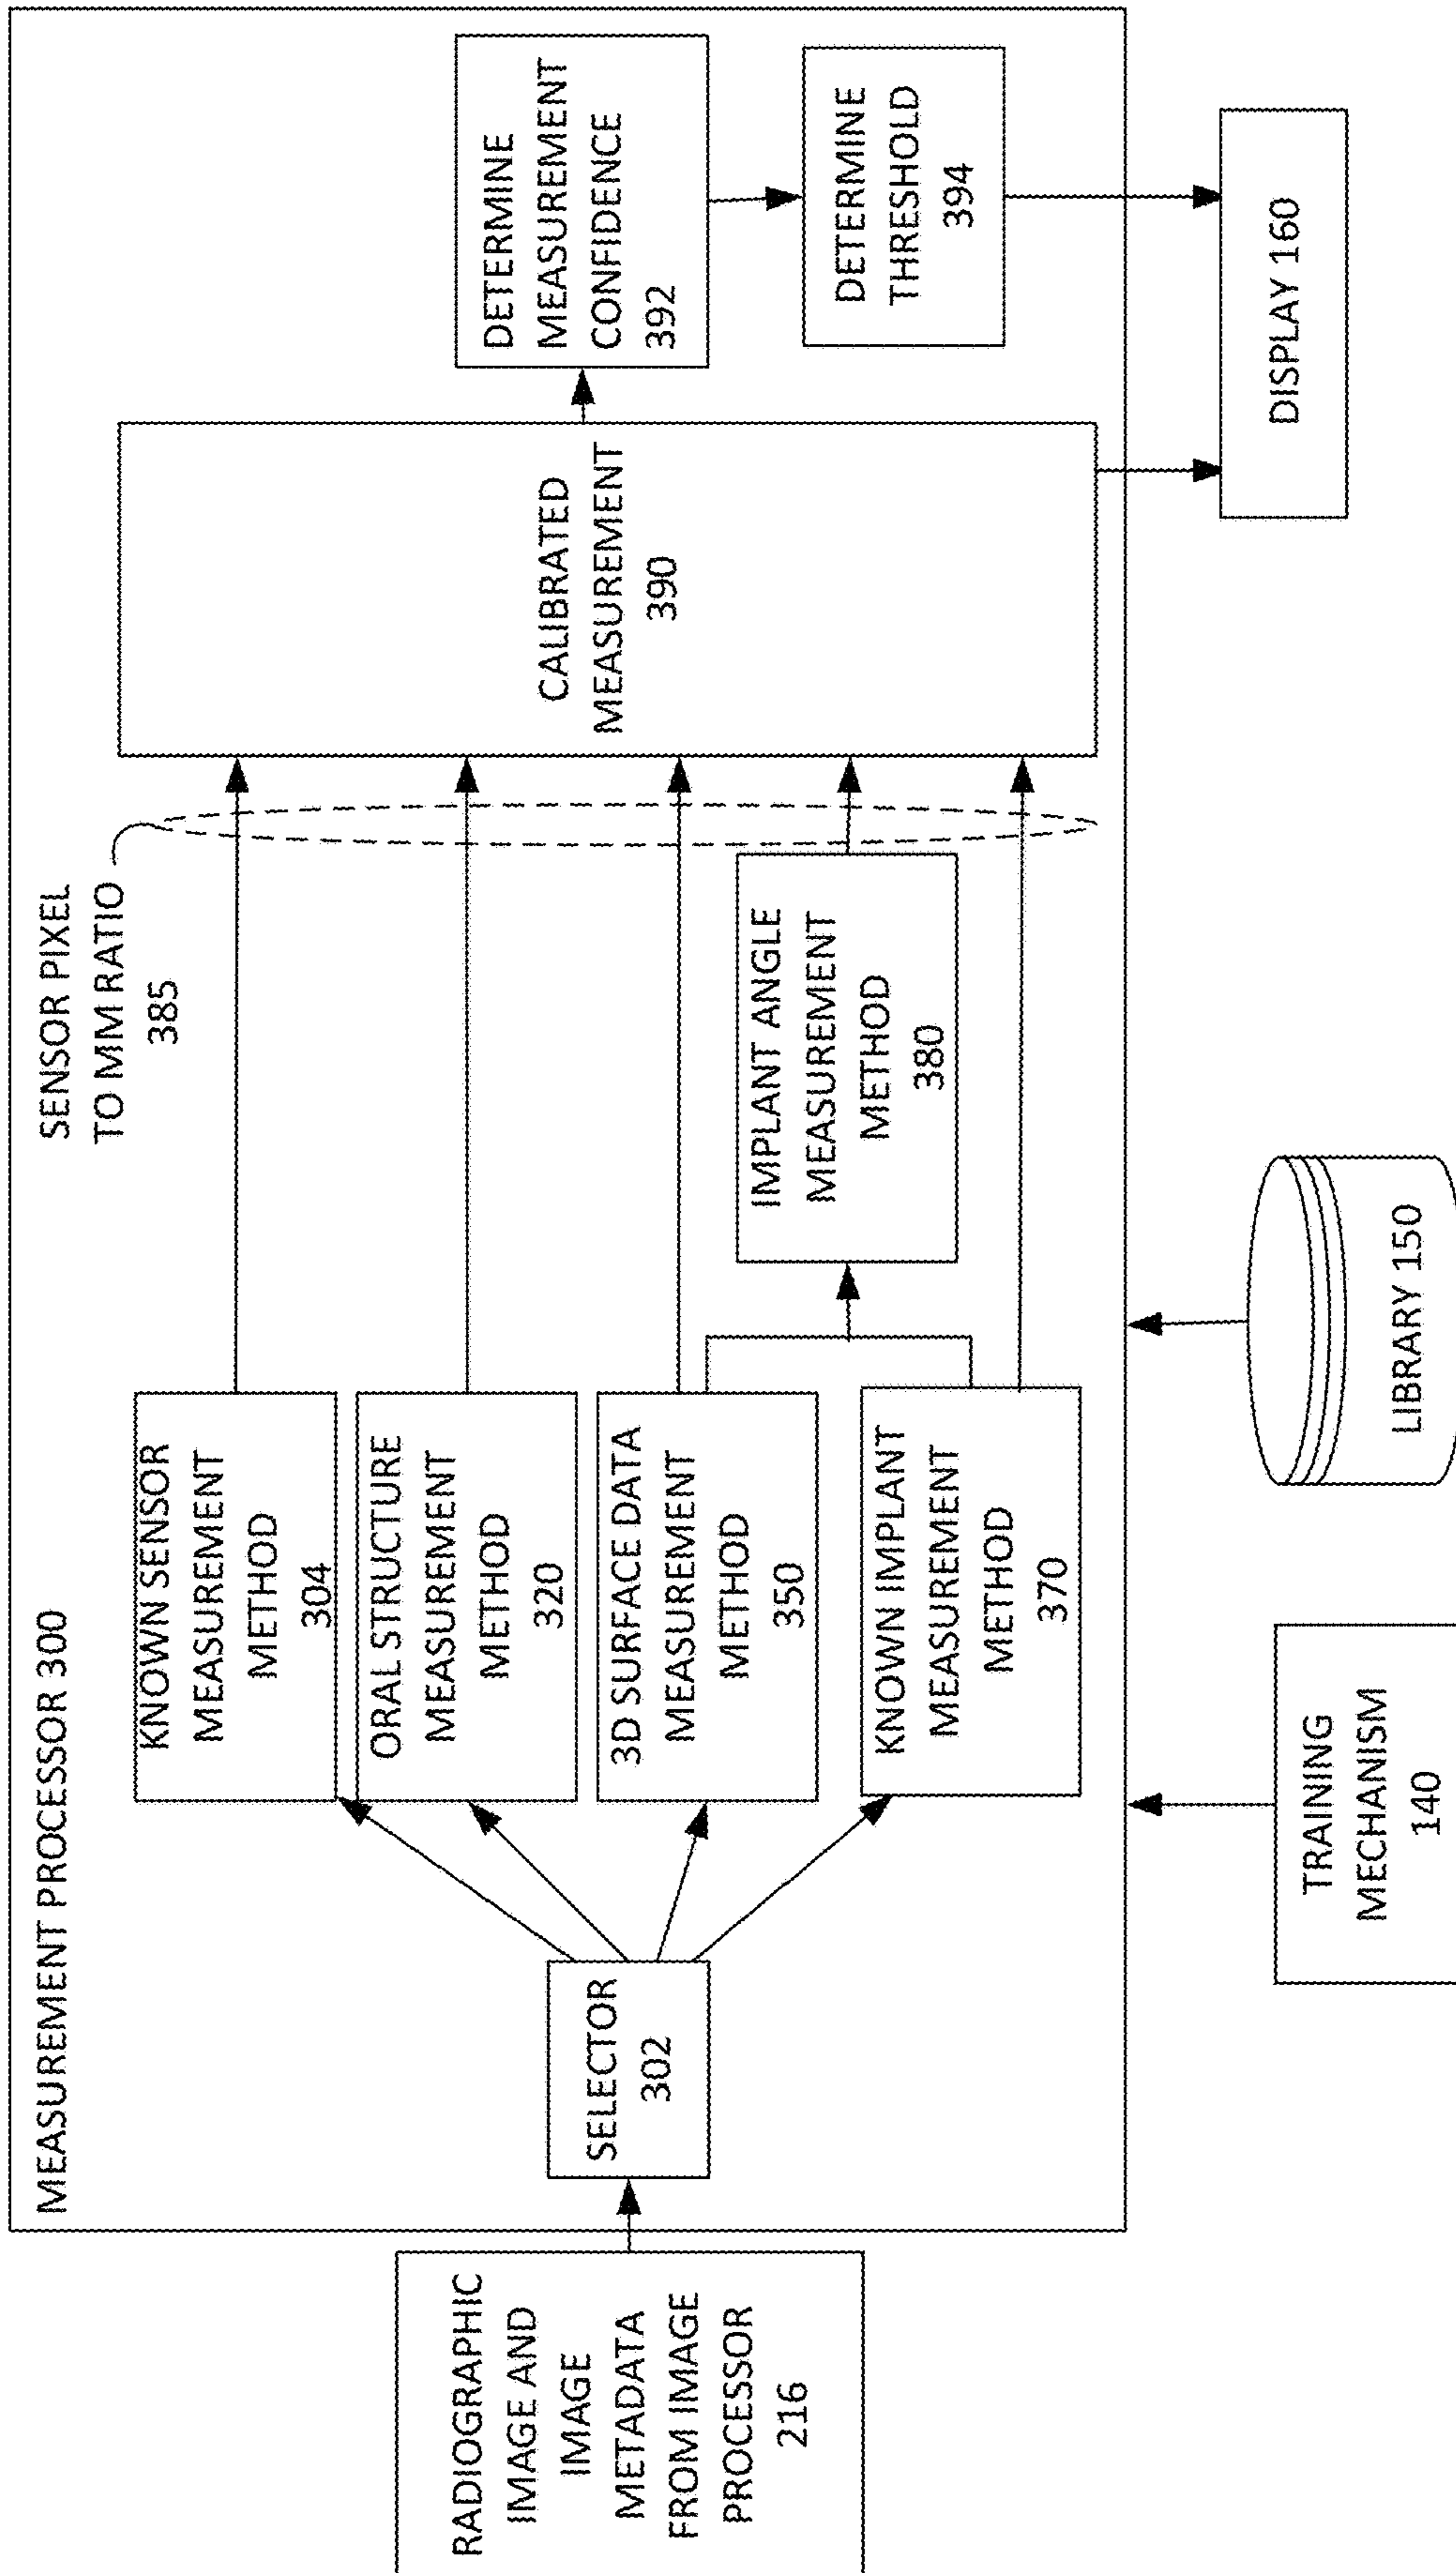 MEASUREMENT PROCESSOR 300
RADIOGRAPHIC
IMAGE AND
IMAGE
METADATA
FROM IMAGE
PROCESSOR
216
SELECTOR
302
KNOWN SENSOR
MEASUREMENT
METHOD
304
ORAL STRUCTURE
MEASUREMENT
METHOD
320
3D SURFACE DATA
MEASUREMENT
METHOD
350
KNOWN IMPLANT
MEASUREMENT
METHOD
370
IMPLANT ANGLE
MEASUREMENT
METHOD
380
SENSOR PIXEL
TO MM RATIO
385
CALIBRATED
MEASUREMENT
390
DETERMINE
MEASUREMENT
CONFIDENCE
392
DETERMINE
THRESHOLD
394
TRAINING
MECHANISM
140
LIBRARY 150
DISPLAY 160